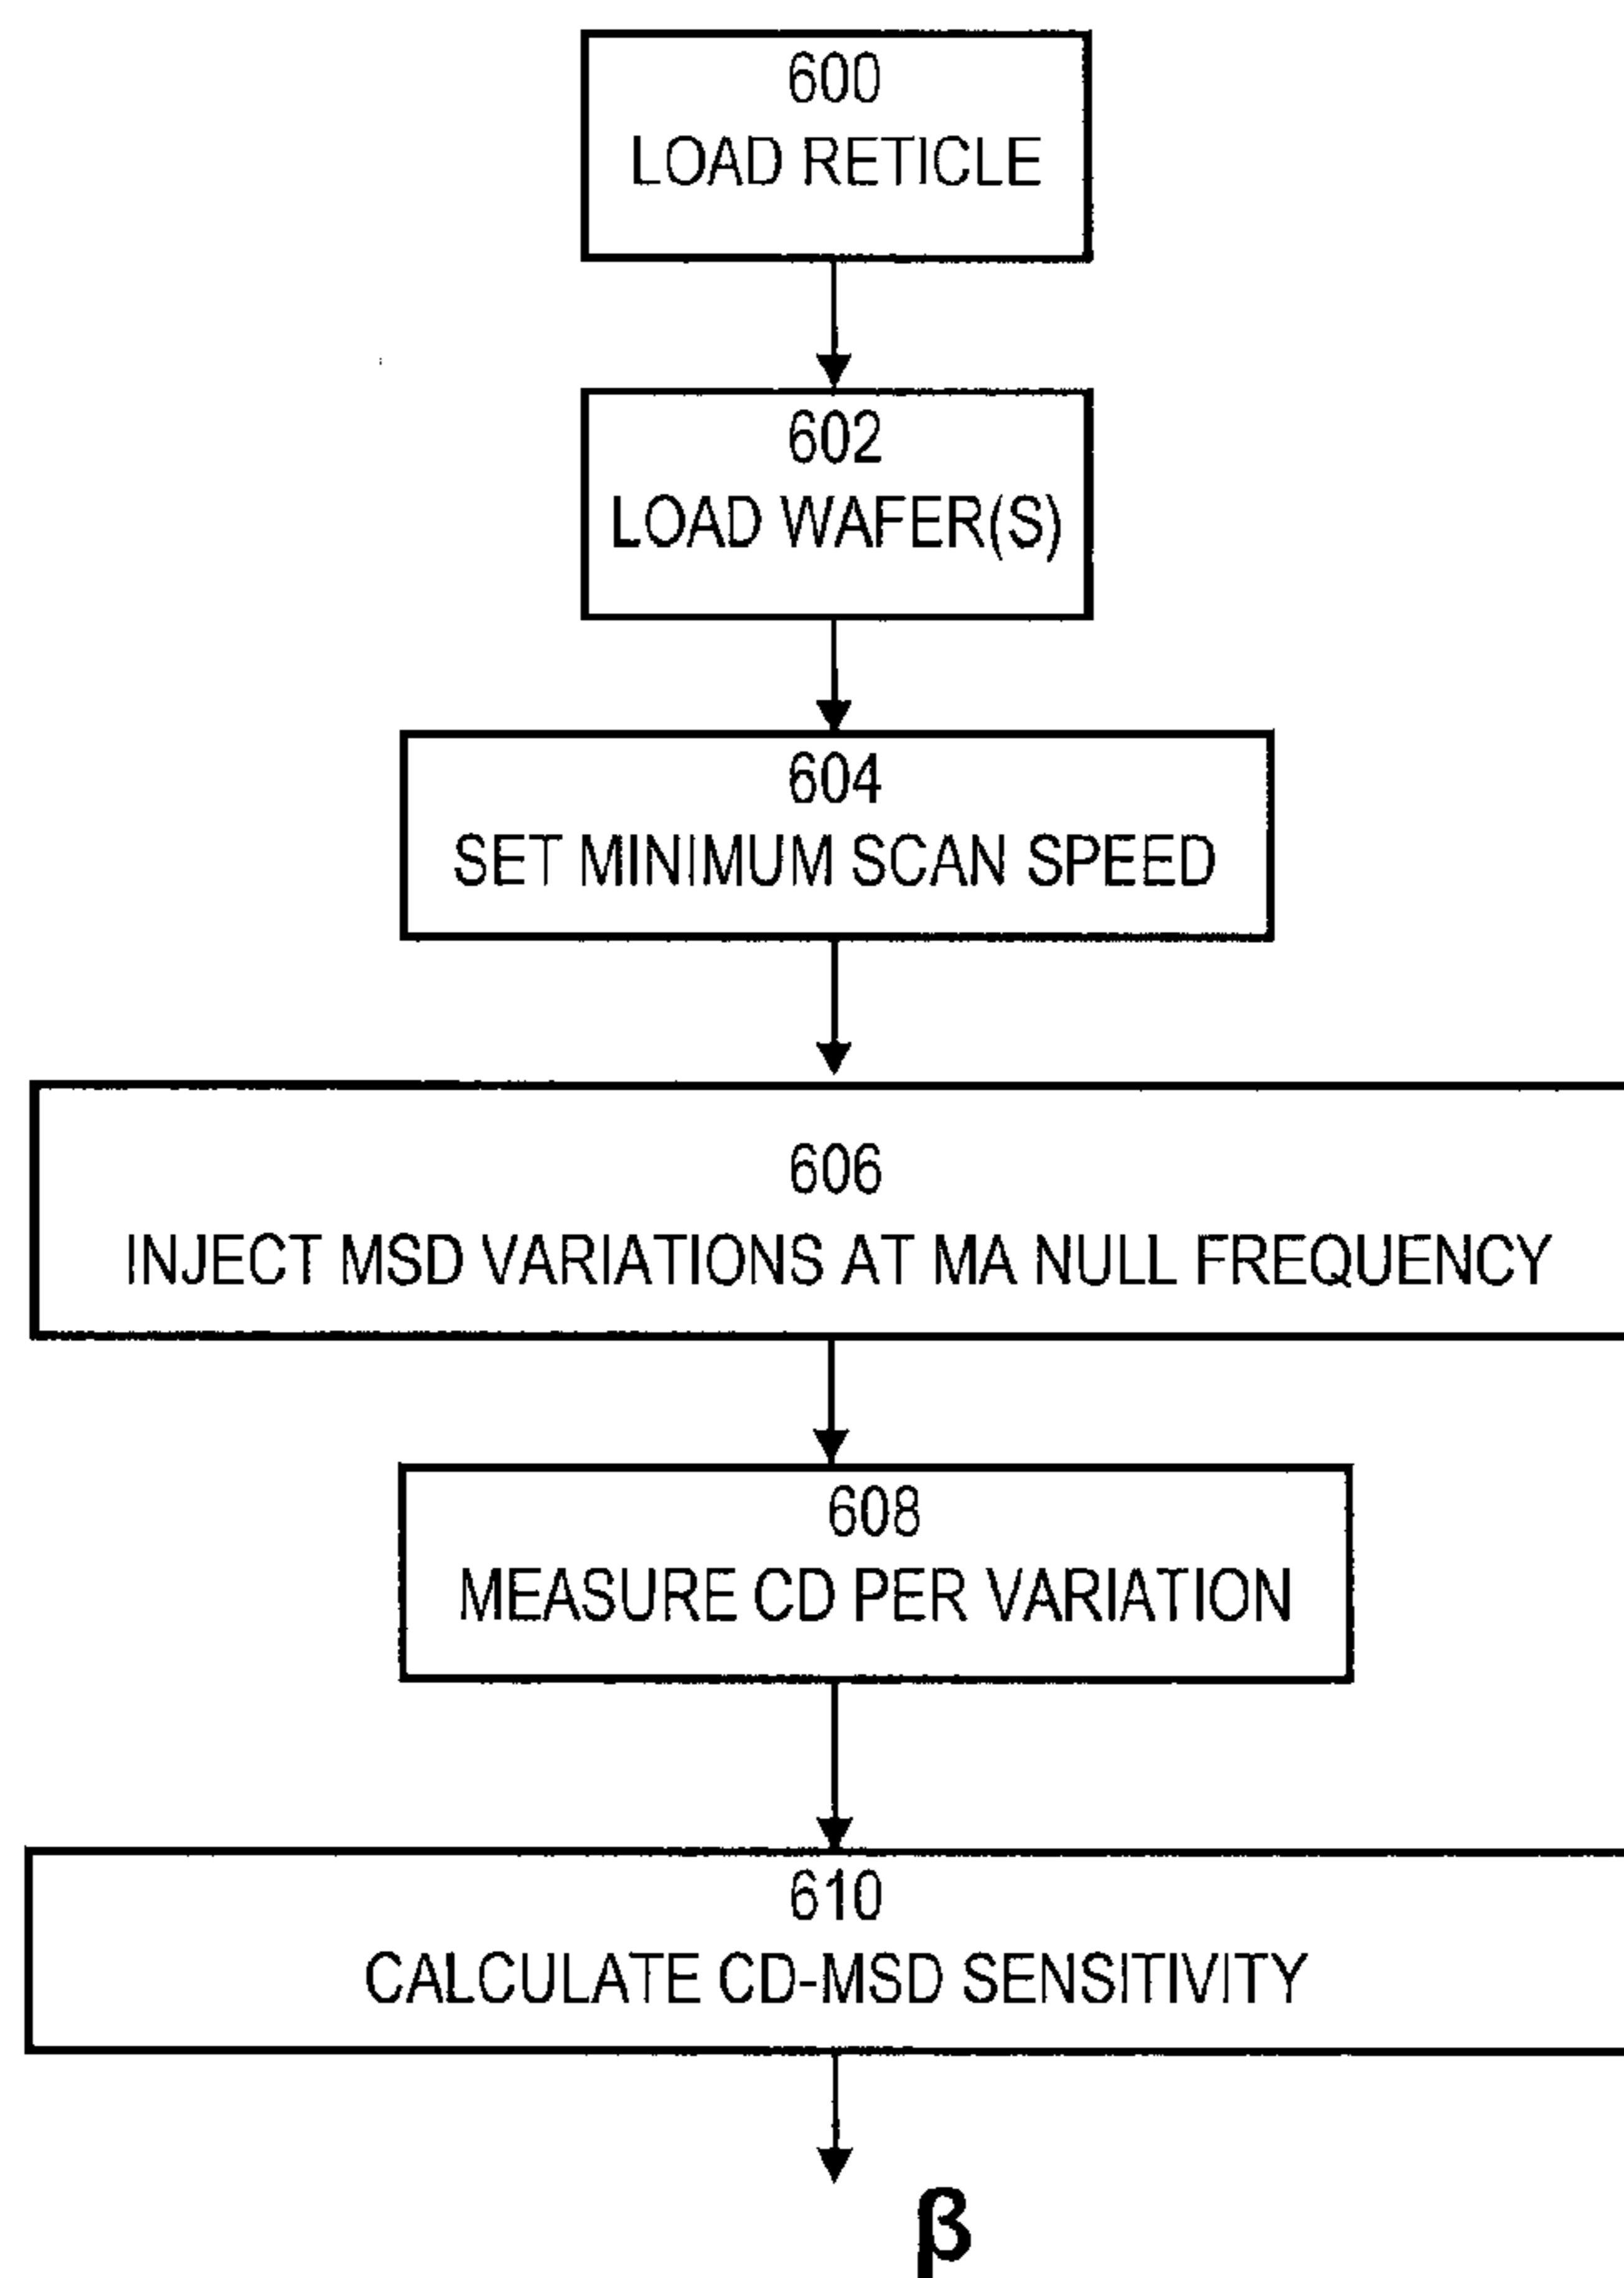 600
LOAD RETICLE
602
LOAD WAFER(S)
604
SET MINIMUM SCAN SPEED
606
INJECT MSD VARIATIONS AT MA NULL FREQUENCY
608
MEASURE CD PER VARIATION
610
CALCULATE CD-MSD SENSITIVITY
β